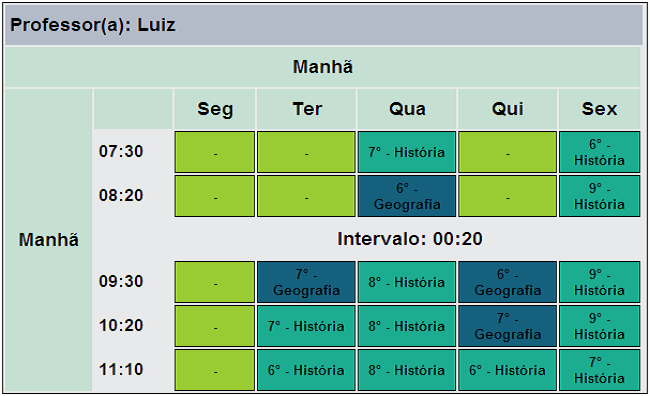 Professor(a): Luiz
Manhã
Seg Ter Qua Qui Sex
07:30 - - 7° - História - 6° - História
08:20 - - 6° - Geografia - 9° - História
Manhã
Intervalo: 00:20
09:30 - 7° - Geografia 8° - História 6° - Geografia 9° - História
10:20 - 7° - História 8° - História 7° - Geografia 9° - História
11:10 - 6° - História 8° - História 6° - História 7° - História